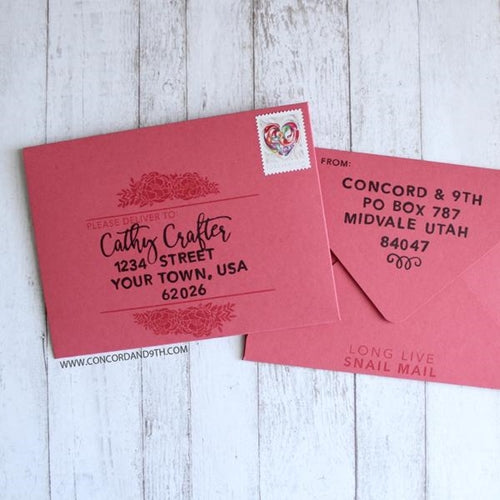 PLEASE DELIVER TO:
Cathy Crafter
1234 STREET
YOUR TOWN, USA
62026
WWW.CONCORDAND9TH.COM
FROM:
CONCORD & 9TH
PO BOX 787
MIDVALE UTAH
84047
LONG LIVE
SNAIL MAIL